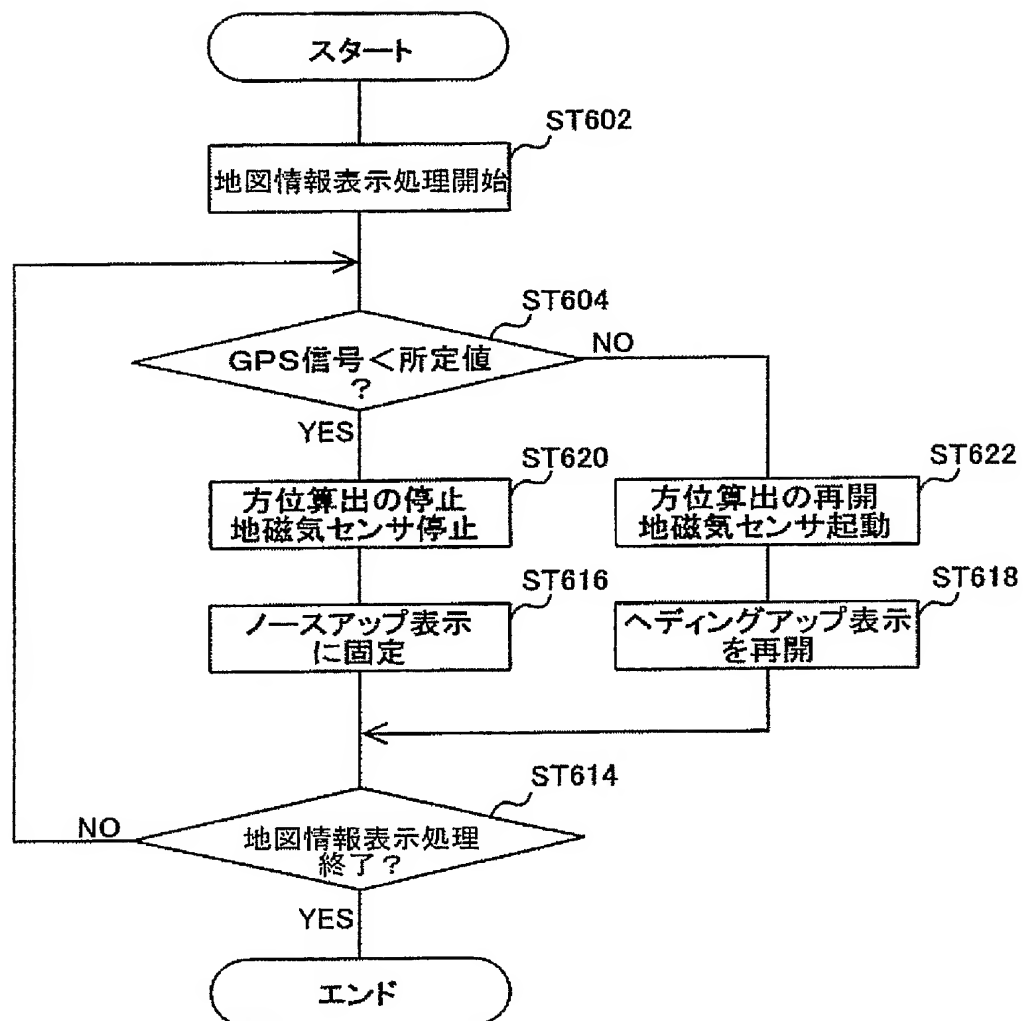 スタート
ST602
地図情報表示処理開始
ST604
GPS信号<所定値
?
NO
YES
ST620
方位算出の停止
地磁気センサ停止
ST622
方位算出の再開
地磁気センサ起動
ST616
ノースアップ表示
に固定
ST618
ヘディングアップ表示
を再開
ST614
地図情報表示処理
終了?
NO
YES
エンド